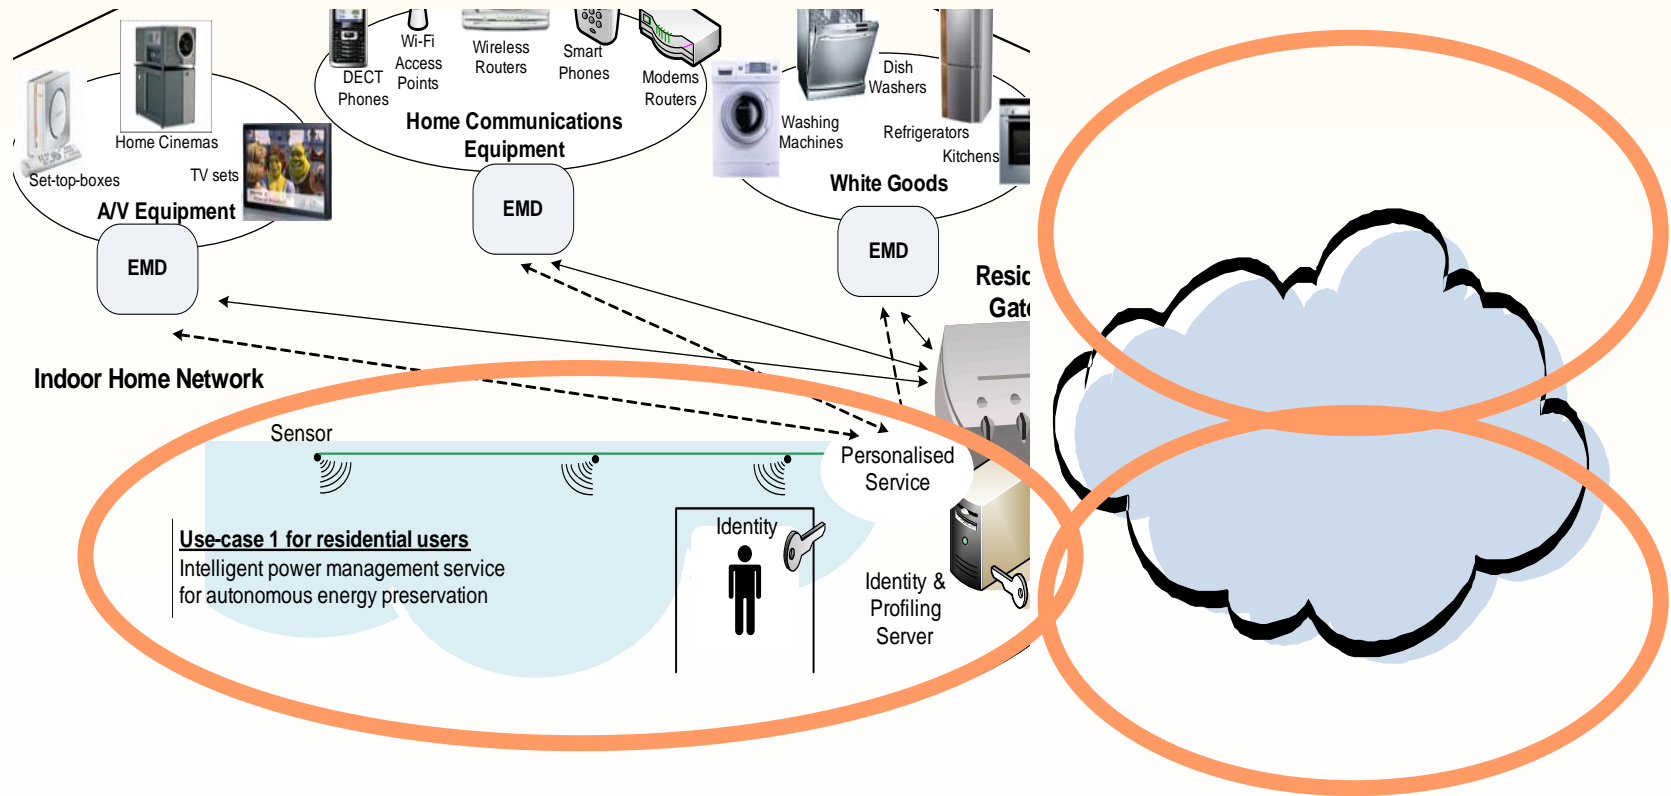 DECT
Phones
Wi-Fi
Access
Points
Wireless
Routers
Smart
Phones
Modems
Routers
Home Communications
Equipment
EMD
Home Cinemas
Set-top-boxes
TV sets
A/V Equipment
EMD
Dish
Washers
Washing
Machines
Refrigerators
Kitchens
White Goods
EMD
Resid
Gate
Indoor Home Network
Sensor
Personalised
Service
Use-case 1 for residential users
Intelligent power management service
for autonomous energy preservation
Identity
Identity &
Profiling
Server